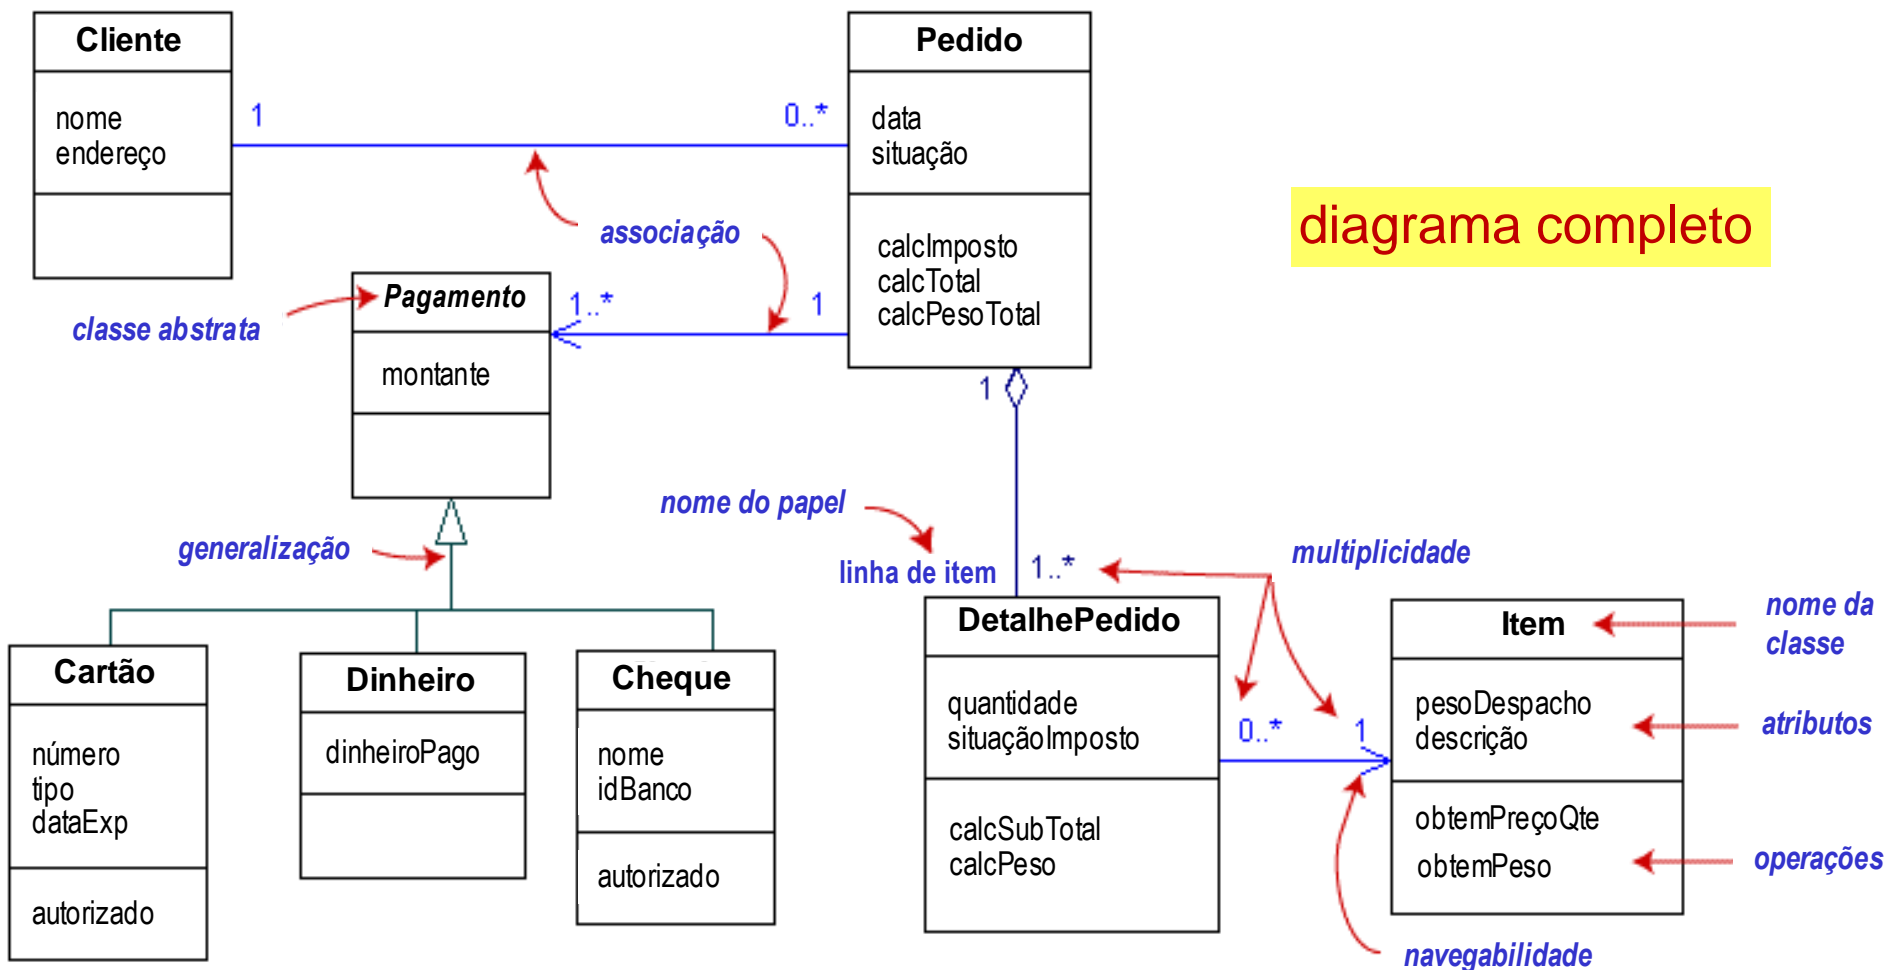 Cliente
nome
endereço
1
0..*
Pedido
data
situação
calcImposto
calcTotal
calcPesoTotal
diagrama completo
associação
classe abstrata
Pagamento
montante
1..*
1
1
generalização
nome do papel
linha de item
1..*
multiplicidade
Cartão
número
tipo
dataExp
autorizado
Dinheiro
dinheiroPago
Cheque
nome
idBanco
autorizado
DetalhePedido
quantidade
situaçãoImposto
calcSubTotal
calcPeso
0..*
1
Item
pesoDespacho
descrição
obtemPreçoQte
obtemPeso
nome da
classe
atributos
operações
navegabilidade